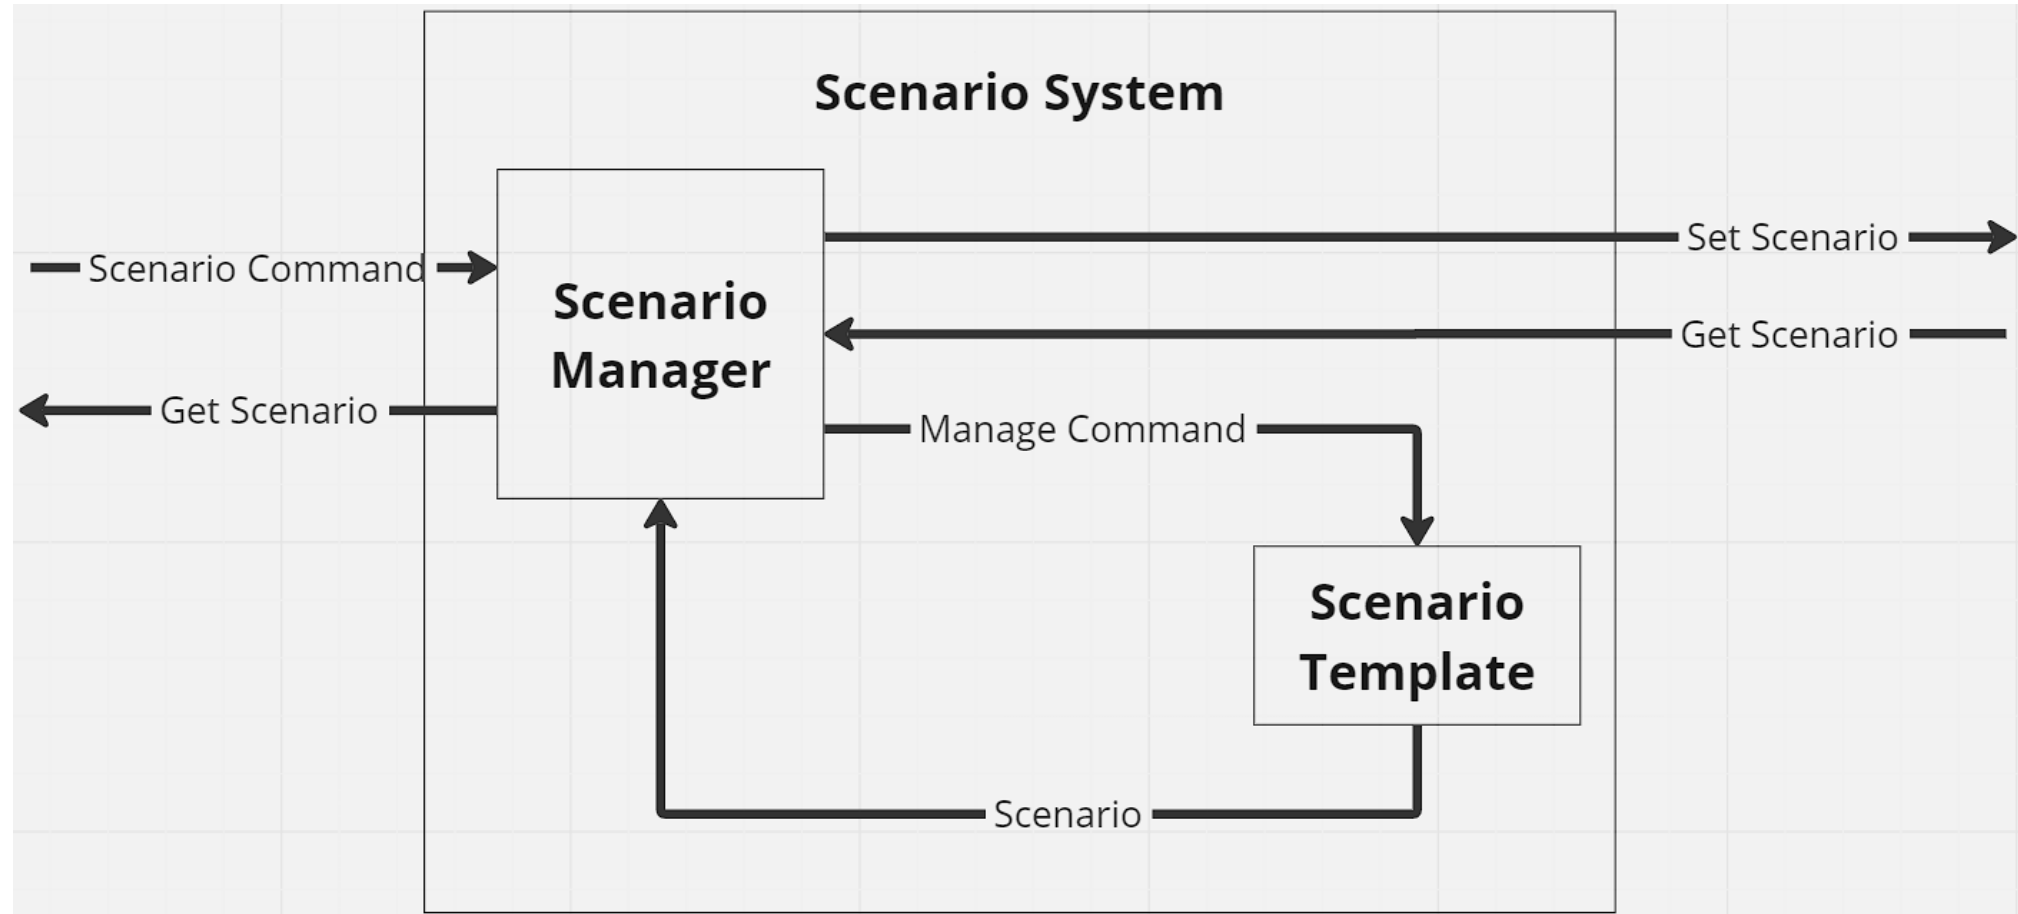 Scenario System
Scenario Command
Scenario
Manager
Set Scenario
Get Scenario
Get Scenario
Manage Command
Scenario
Template
Scenario